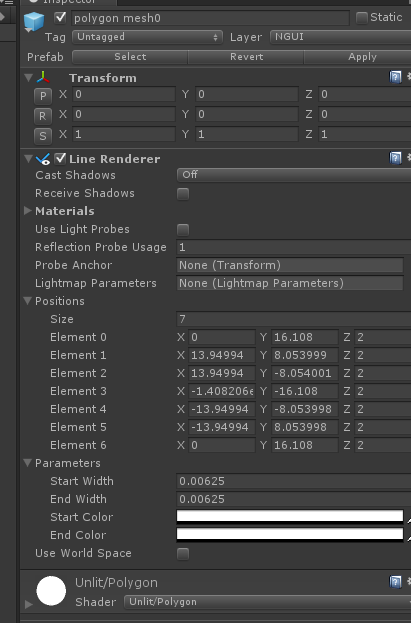 Inspector
polygon mesh0 Static
Tag Untagged Layer NGUI
Prefab Select Revert Apply
Transform
P X 0 Y 0 Z 0
R X 0 Y 0 Z 0
S X 1 Y 1 Z 1
Line Renderer
Cast Shadows Off
Receive Shadows
Materials
Use Light Probes
Reflection Probe Usage 1
Probe Anchor None (Transform)
Lightmap Parameters None (Lightmap Parameters)
Positions
Size 7
Element 0 X 0 Y 16.108 Z 2
Element 1 X 13.94994 Y 8.053999 Z 2
Element 2 X 13.94994 Y -8.054001 Z 2
Element 3 X -1.408206e Y -16.108 Z 2
Element 4 X -13.94994 Y -8.053998 Z 2
Element 5 X -13.94994 Y 8.053998 Z 2
Element 6 X 0 Y 16.108 Z 2
Parameters
Start Width 0.00625
End Width 0.00625
Start Color
End Color
Use World Space
Unlit/Polygon
Shader Unlit/Polygon